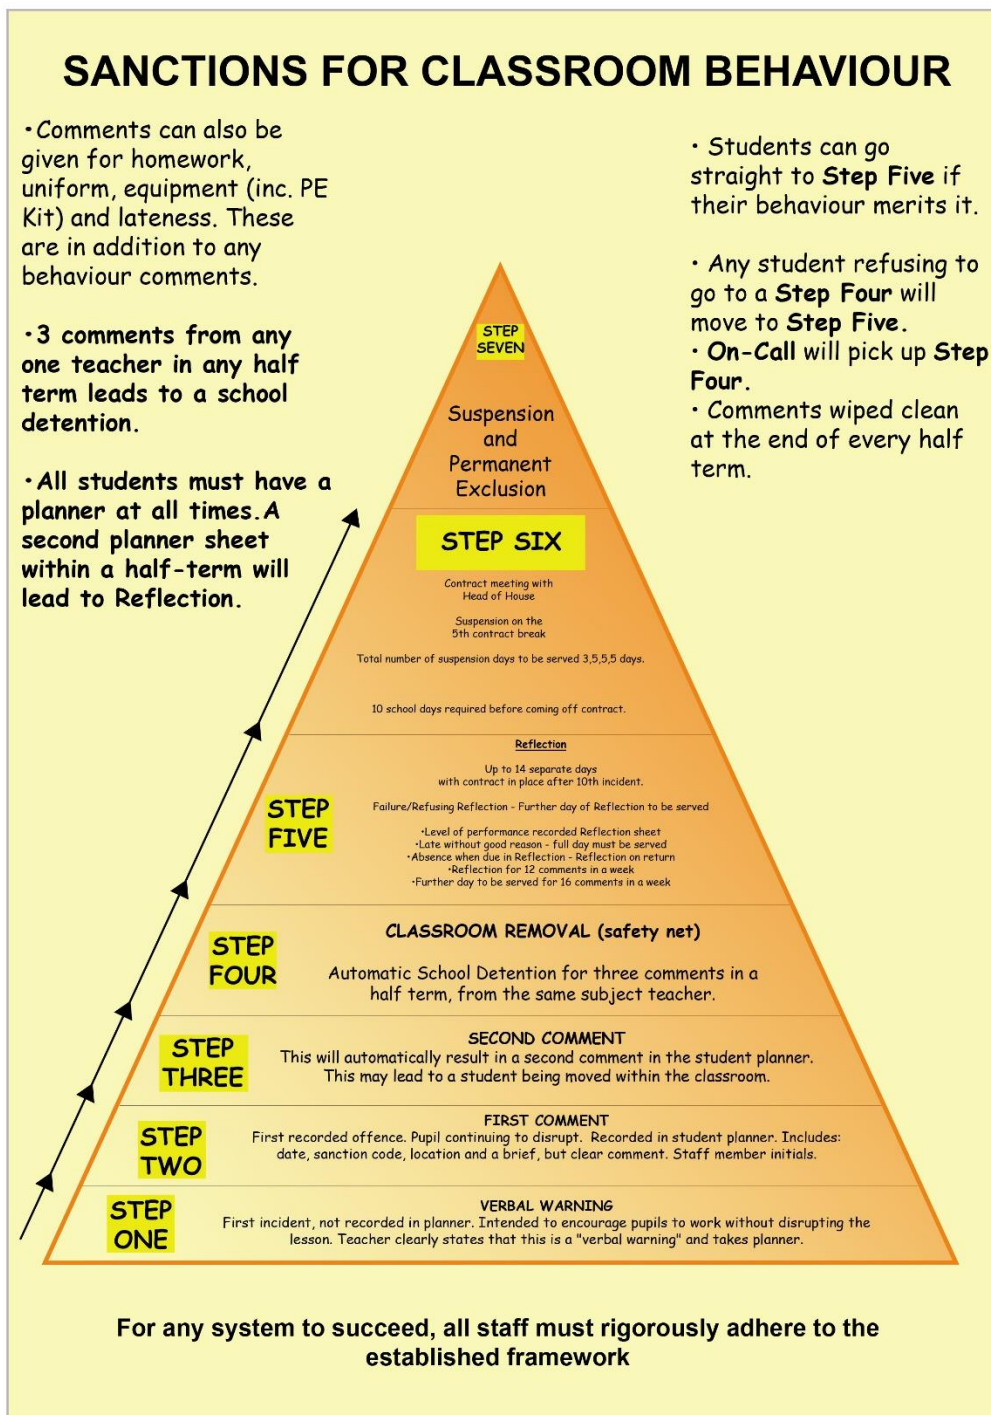 SANCTIONS FOR CLASSROOM BEHAVIOUR
•Comments can also be
given for homework,
uniform, equipment (inc. PE
Kit) and lateness. These
are in addition to any
behaviour comments.
•3 comments from any
one teacher in any half
term leads to a school
detention.
•All students must have a
planner at all times.A
second planner sheet
within a half-term will
lead to Reflection.
• Students can go
straight to Step Five if
their behaviour merits it.
• Any student refusing to
go to a Step Four will
move to Step Five.
• On-Call will pick up Step
Four.
• Comments wiped clean
at the end of every half
term.
STEP
SEVEN
Suspension
and
Permanent
Exclusion
STEP SIX
Contract meeting with
Head of House
Suspension on the
5th contract break
Total number of suspension days to be served 3,5,5,5 days.
10 school days required before coming off contract.
STEP
FIVE
Reflection
Up to 14 separate days
with contract in place after 10th incident.
Failure/Refusing Reflection - Further day of Reflection to be served
•Level of performance recorded Reflection sheet
•Late without good reason - full day must be served
•Absence when due in Reflection - Reflection on return
•Reflection for 12 comments in a week
•Further day to be served for 16 comments in a week
STEP
FOUR
CLASSROOM REMOVAL (safety net)
Automatic School Detention for three comments in a
half term, from the same subject teacher.
STEP
THREE
SECOND COMMENT
This will automatically result in a second comment in the student planner.
This may lead to a student being moved within the classroom.
STEP
TWO
FIRST COMMENT
First recorded offence. Pupil continuing to disrupt. Recorded in student planner. Includes:
date, sanction code, location and a brief, but clear comment. Staff member initials.
STEP
ONE
VERBAL WARNING
First incident, not recorded in planner. Intended to encourage pupils to work without disrupting the
lesson. Teacher clearly states that this is a "verbal warning" and takes planner.
For any system to succeed, all staff must rigorously adhere to the
established framework